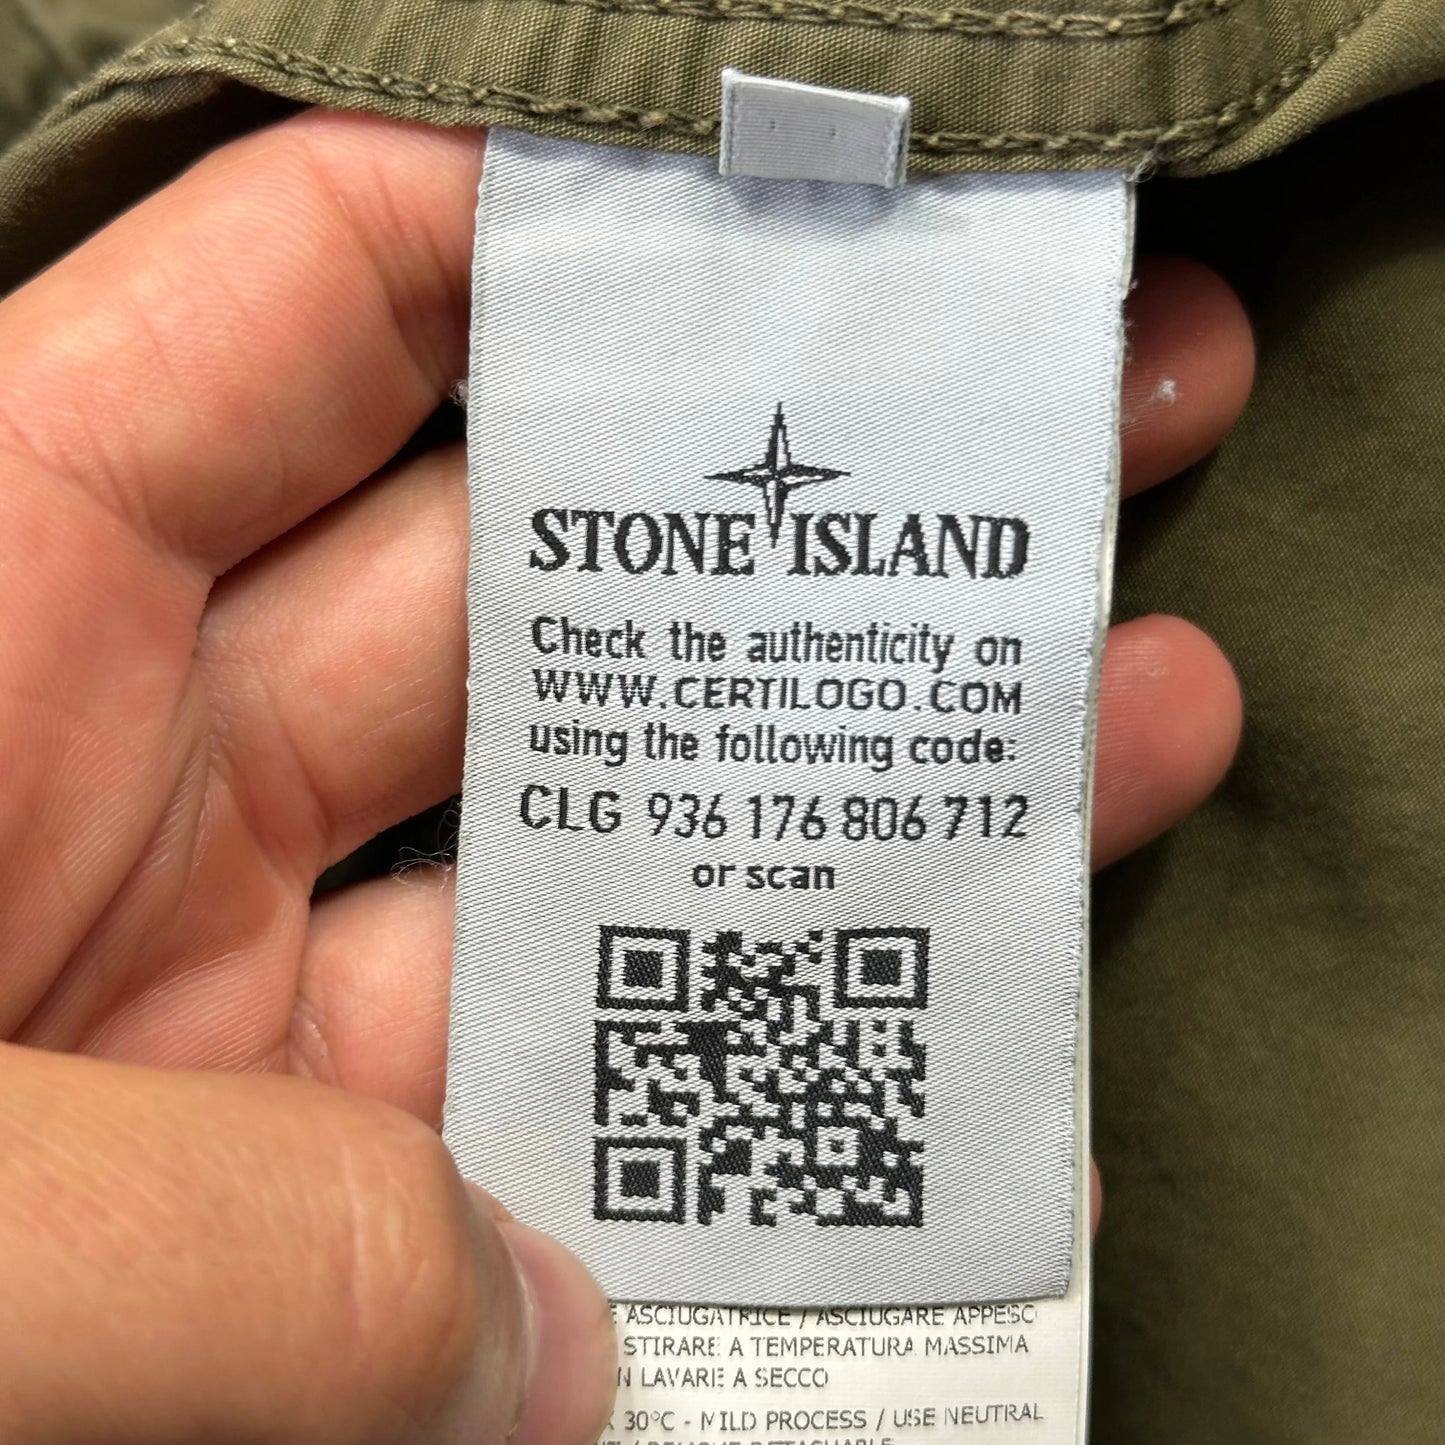 STONE ISLAND
Check the authenticity on
WWW.CERTILOGO.COM
using the following code:
CLG 936 176 806 712
or scan
ASCIUGATRICE / ASCIUGARE
STIRARE A TEMPERATURA MASSIMA
LAVARE A SECCO
30°C - MILD PROCESS / USE NEUTRAL